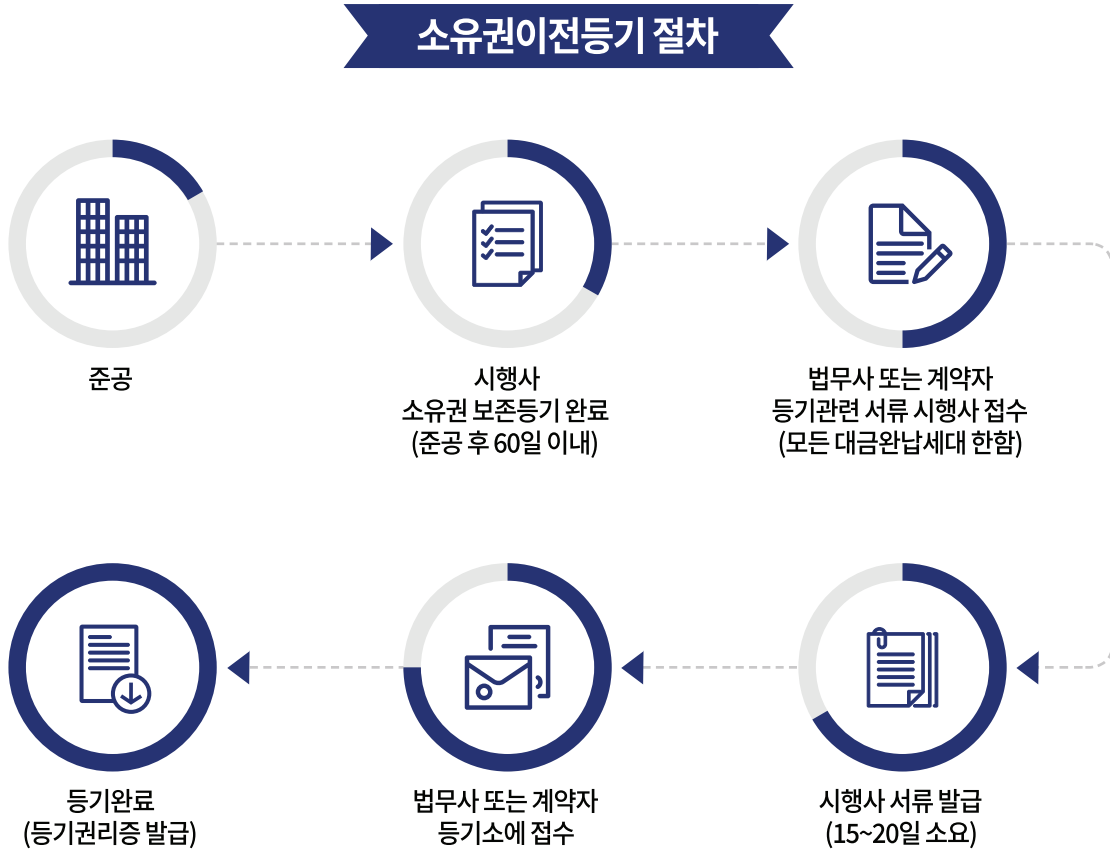 소유권이전등기 절차
준공
시행사
소유권 보존등기 완료
(준공 후 60일 이내)
법무사 또는 계약자
등기관련 서류 시행사 접수
(모든 대금완납세대 한함)
시행사 서류 발급
(15~20일 소요)
법무사 또는 계약자
등기소에 접수
등기완료
(등기권리증 발급)